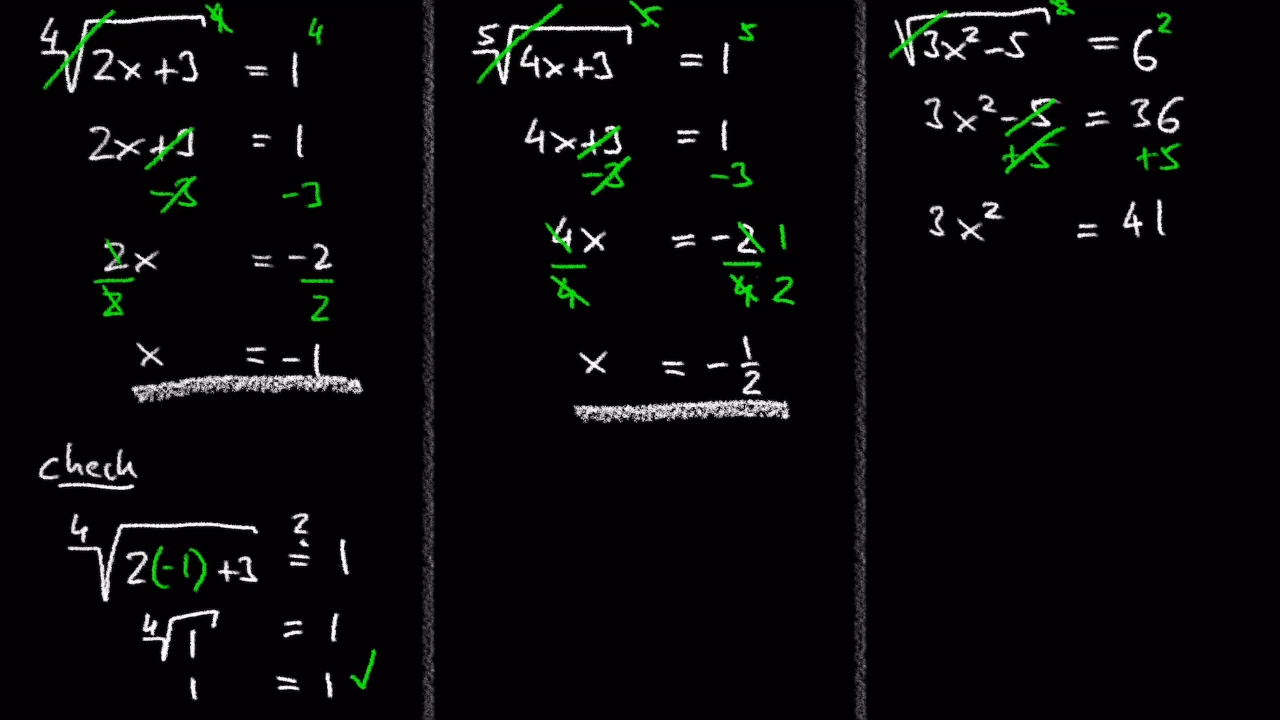 ⁴√(2x+3)⁴ = 1⁴
2x+3 = 1
-3 -3
2x/2 = -2/2
x = -1
check
⁴√(2(-1)+3) ≟ 1
⁴√1 = 1
1 = 1 ✓
⁵√(4x+3)⁵ = 1⁵
4x+3 = 1
-3 -3
4x/4 = -2/4 1/2
x = -1/2
√(3x²-5)² = 6²
3x²-5 = 36
+5 +5
3x² = 41